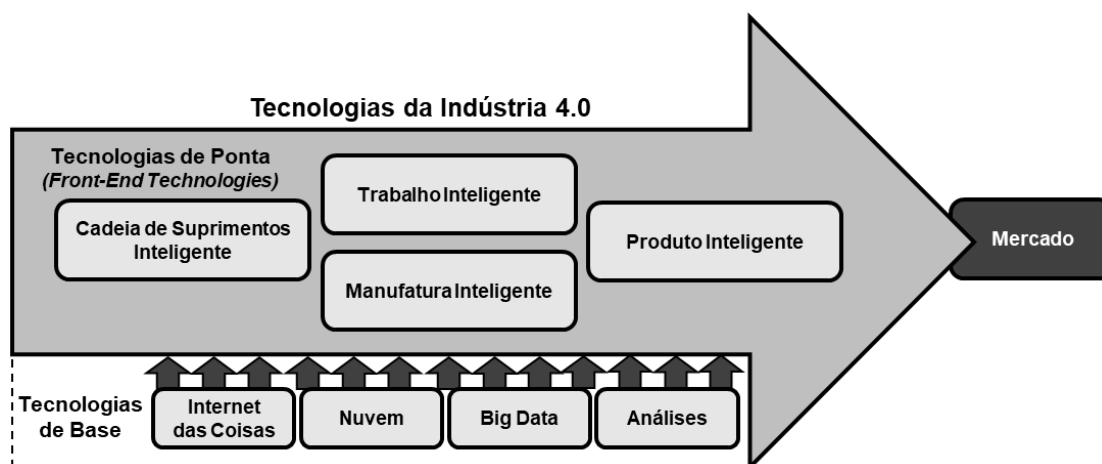 Tecnologias da Indústria 4.0
Tecnologias de Ponta
(Front-End Technologies)
Cadeia de Suprimentos
Inteligente
Trabalho Inteligente
Manufatura Inteligente
Produto Inteligente
Mercado
Tecnologias
de Base
Internet
das Coisas
Nuvem
Big Data
Análises